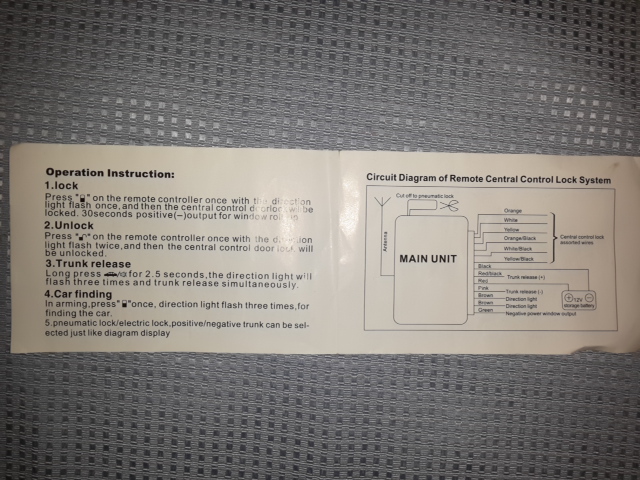 Operation Instruction:
1.lock
Press " " on the remote controller once with the direction
light flash once,and then the central control doorlock will be
locked. 30seconds positive(-)output for window roll
2.Unlock
Press " " on the remote controller once with the direction
light flash twice,and then the central control door lock will
be unlocked.
3.Trunk release
Long press for 2.5 seconds,the direction light will
flash three times and trunk release simultaneously.
4.Car finding
In arming,press" "once, direction light flash three times,for
finding the car.
5.pneumatic lock/electric lock,positive/negative trunk can be sel-
ected just like diagram display
Circuit Diagram of Remote Central Control Lock System
Cut off to pneumatic lock
Antenna
MAIN UNIT
Orange
White
Yellow
Orange/Black
White/Black
Yellow/Black
Central control lock
assorted wires
Black
Red/black
Trunk release (+)
Red
Pink
Trunk release (-)
Brown
Direction light
Brown
Direction light
Green
Negative power window output
+ 12V -
storage battery